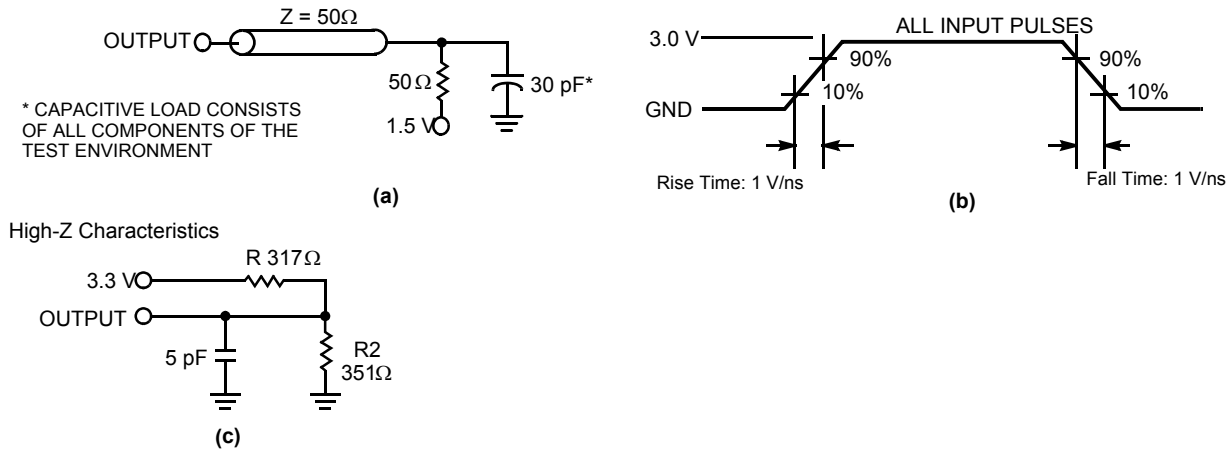 Z = 50Ω
OUTPUT
50Ω
30 pF*
1.5 V
* CAPACITIVE LOAD CONSISTS
OF ALL COMPONENTS OF THE
TEST ENVIRONMENT
(a)
ALL INPUT PULSES
3.0 V
90%
10%
GND
90%
10%
Rise Time: 1 V/ns
Fall Time: 1 V/ns
(b)
High-Z Characteristics
R 317Ω
3.3 V
OUTPUT
5 pF
R2
351Ω
(c)